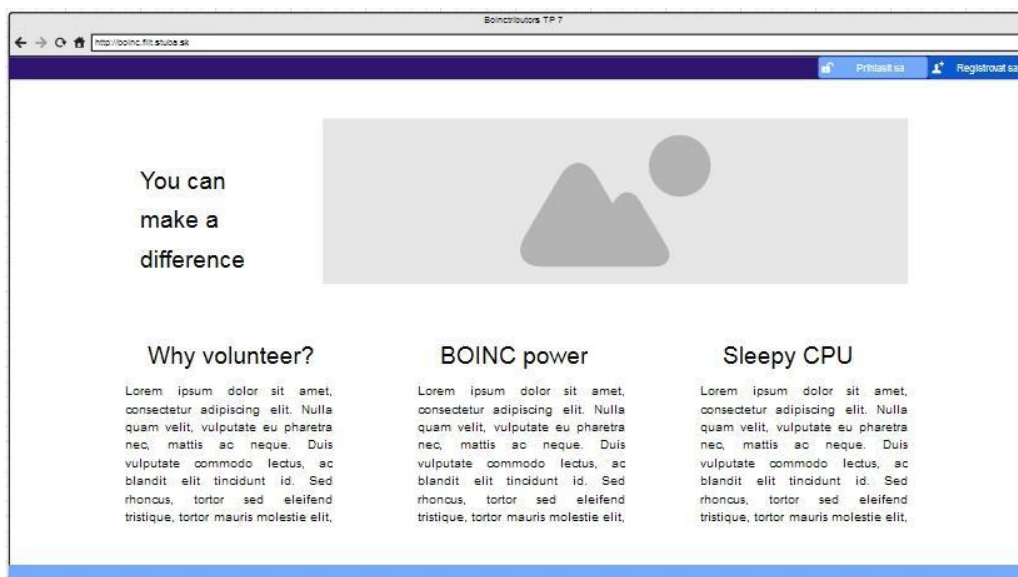 Boinctributors TP 7
http://boinc.fiit.stuba.sk
Prihlasit sa
Registrovat sa
You can
make a
difference
Why volunteer?
Lorem ipsum dolor sit amet,
consectetur adipiscing elit. Nulla
quam velit, vulputate eu pharetra
nec, mattis ac neque. Duis
vulputate commodo lectus, ac
blandit elit tincidunt id. Sed
rhoncus, tortor sed eleifend
tristique, tortor mauris molestie elit,
BOINC power
Lorem ipsum dolor sit amet,
consectetur adipiscing elit. Nulla
quam velit, vulputate eu pharetra
nec, mattis ac neque. Duis
vulputate commodo lectus, ac
blandit elit tincidunt id. Sed
rhoncus, tortor sed eleifend
tristique, tortor mauris molestie elit,
Sleepy CPU
Lorem ipsum dolor sit amet,
consectetur adipiscing elit. Nulla
quam velit, vulputate eu pharetra
nec, mattis ac neque. Duis
vulputate commodo lectus, ac
blandit elit tincidunt id. Sed
rhoncus, tortor sed eleifend
tristique, tortor mauris molestie elit,